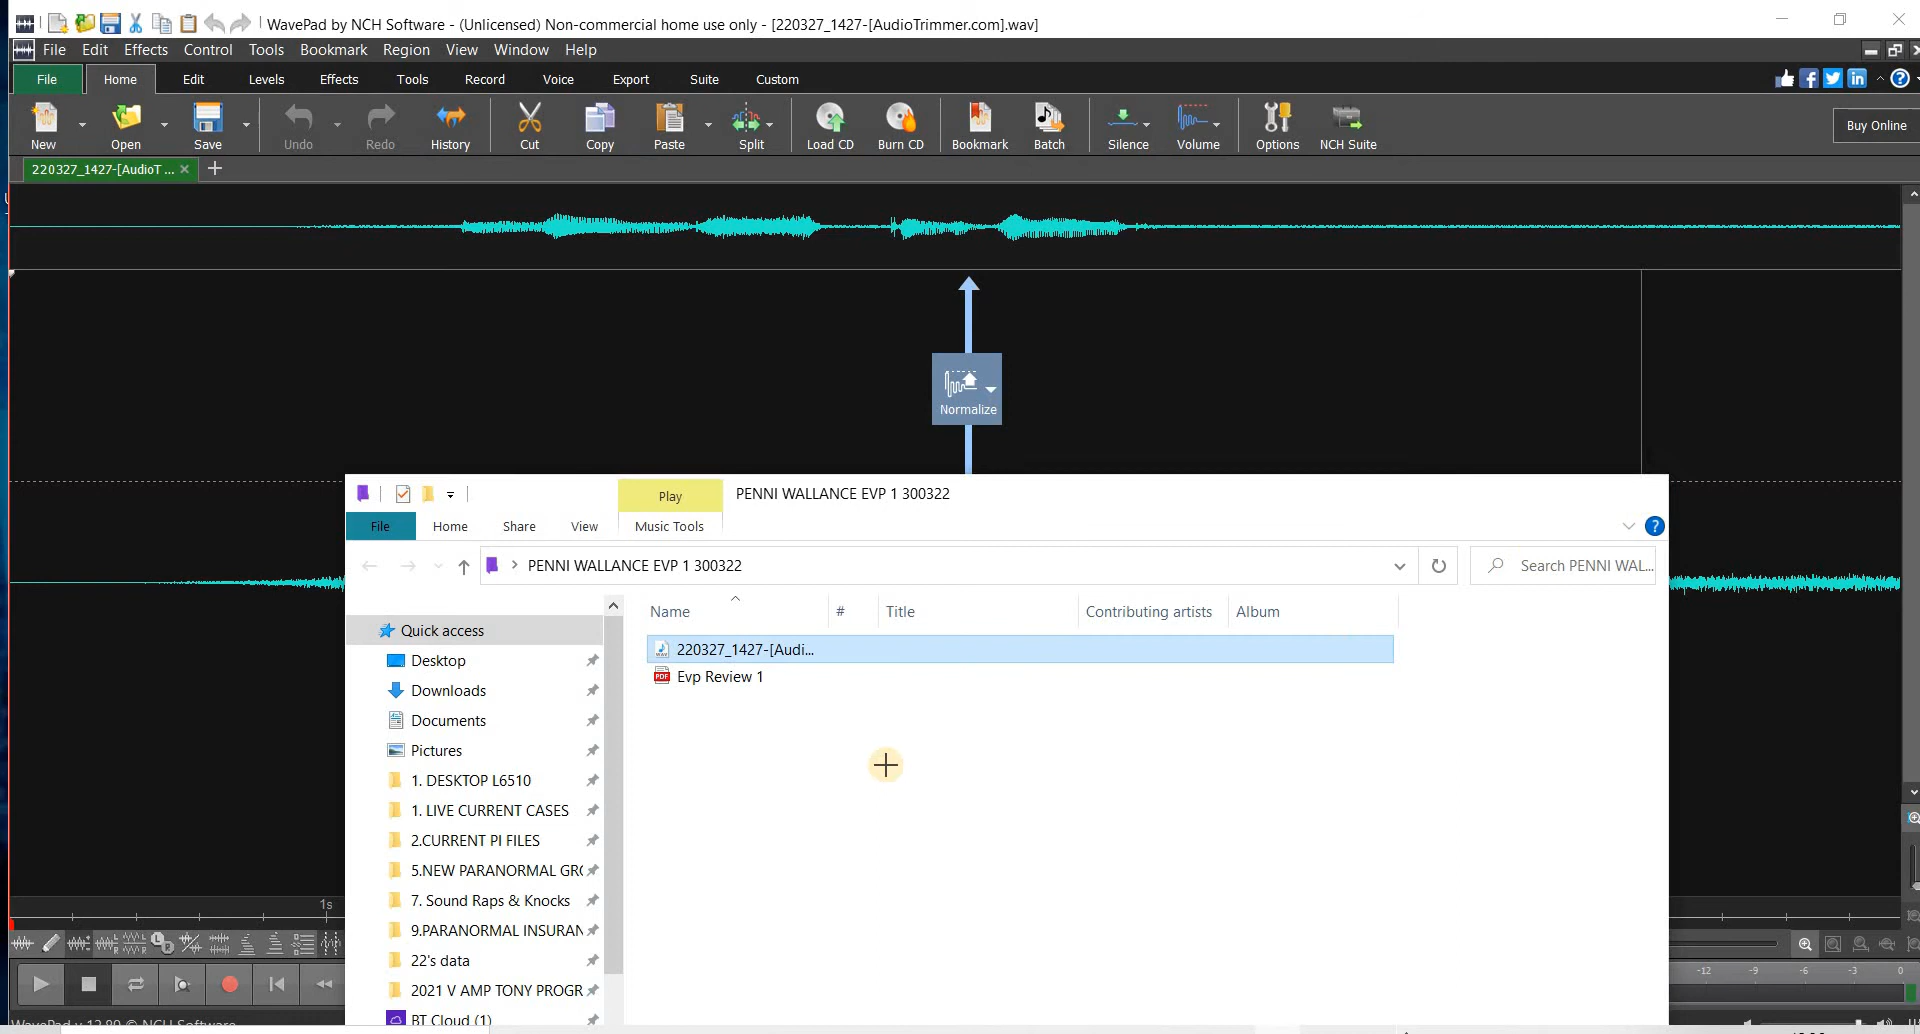 WavePad by NCH Software - (Unlicensed) Non-commercial home use only - [220327_1427-[AudioTrimmer.com].wav]
File Edit Effects Control Tools Bookmark Region View Window Help
File Home Edit Levels Effects Tools Record Voice Export Suite Custom
New Open Save Undo Redo History Cut Copy Paste Split Load CD Burn CD Bookmark Batch Silence Volume Options NCH Suite Buy Online
220327_1427-[AudioT ...
Normalize
Play PENNI WALLANCE EVP 1 300322
File Home Share View Music Tools
PENNI WALLANCE EVP 1 300322 Search PENNI WAL...
Name # Title Contributing artists Album
Quick access
220327_1427-[Audi...
Desktop
Evp Review 1
Downloads
Documents
Pictures
1. DESKTOP L6510
1. LIVE CURRENT CASES
2.CURRENT PI FILES
5.NEW PARANORMAL GR
7. Sound Raps & Knocks
1s
9.PARANORMAL INSURAN
22's data
2021 V AMP TONY PROGR
-12 -9 -6 -3 0
BT Cloud (1)